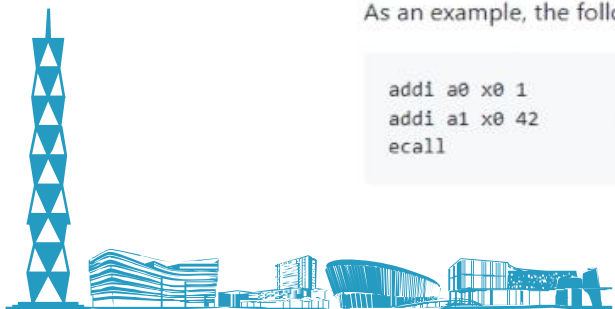 As an example, the
addi a0 x0 1
addi a1 x0 42
ecall